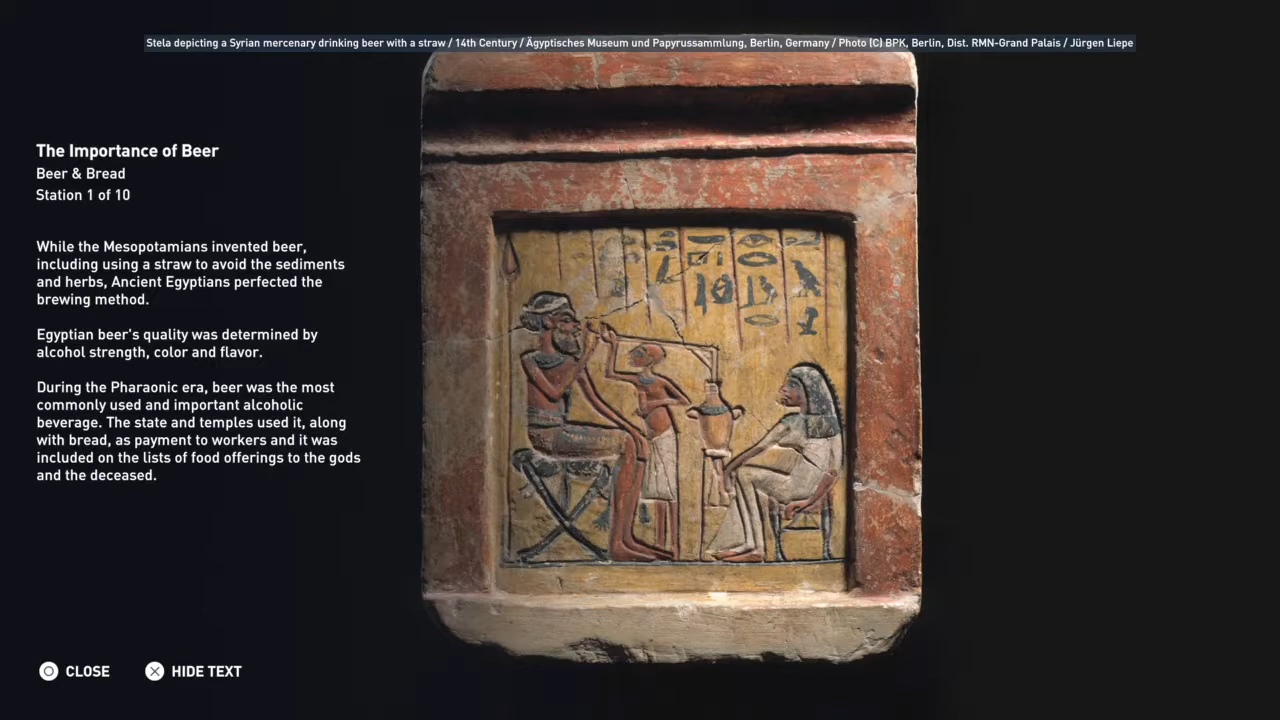 Stela depicting a Syrian mercenary drinking beer with a straw / 14th Century / Ägyptisches Museum und Papyrussammlung, Berlin, Germany / Photo (C) BPK, Berlin, Dist. RMN-Grand Palais / Jürgen Liepe
The Importance of Beer
Beer & Bread
Station 1 of 10
While the Mesopotamians invented beer,
including using a straw to avoid the sediments
and herbs, Ancient Egyptians perfected the
brewing method.
Egyptian beer's quality was determined by
alcohol strength, color and flavor.
During the Pharaonic era, beer was the most
commonly used and important alcoholic
beverage. The state and temples used it, along
with bread, as payment to workers and it was
included on the lists of food offerings to the gods
and the deceased.
CLOSE
HIDE TEXT